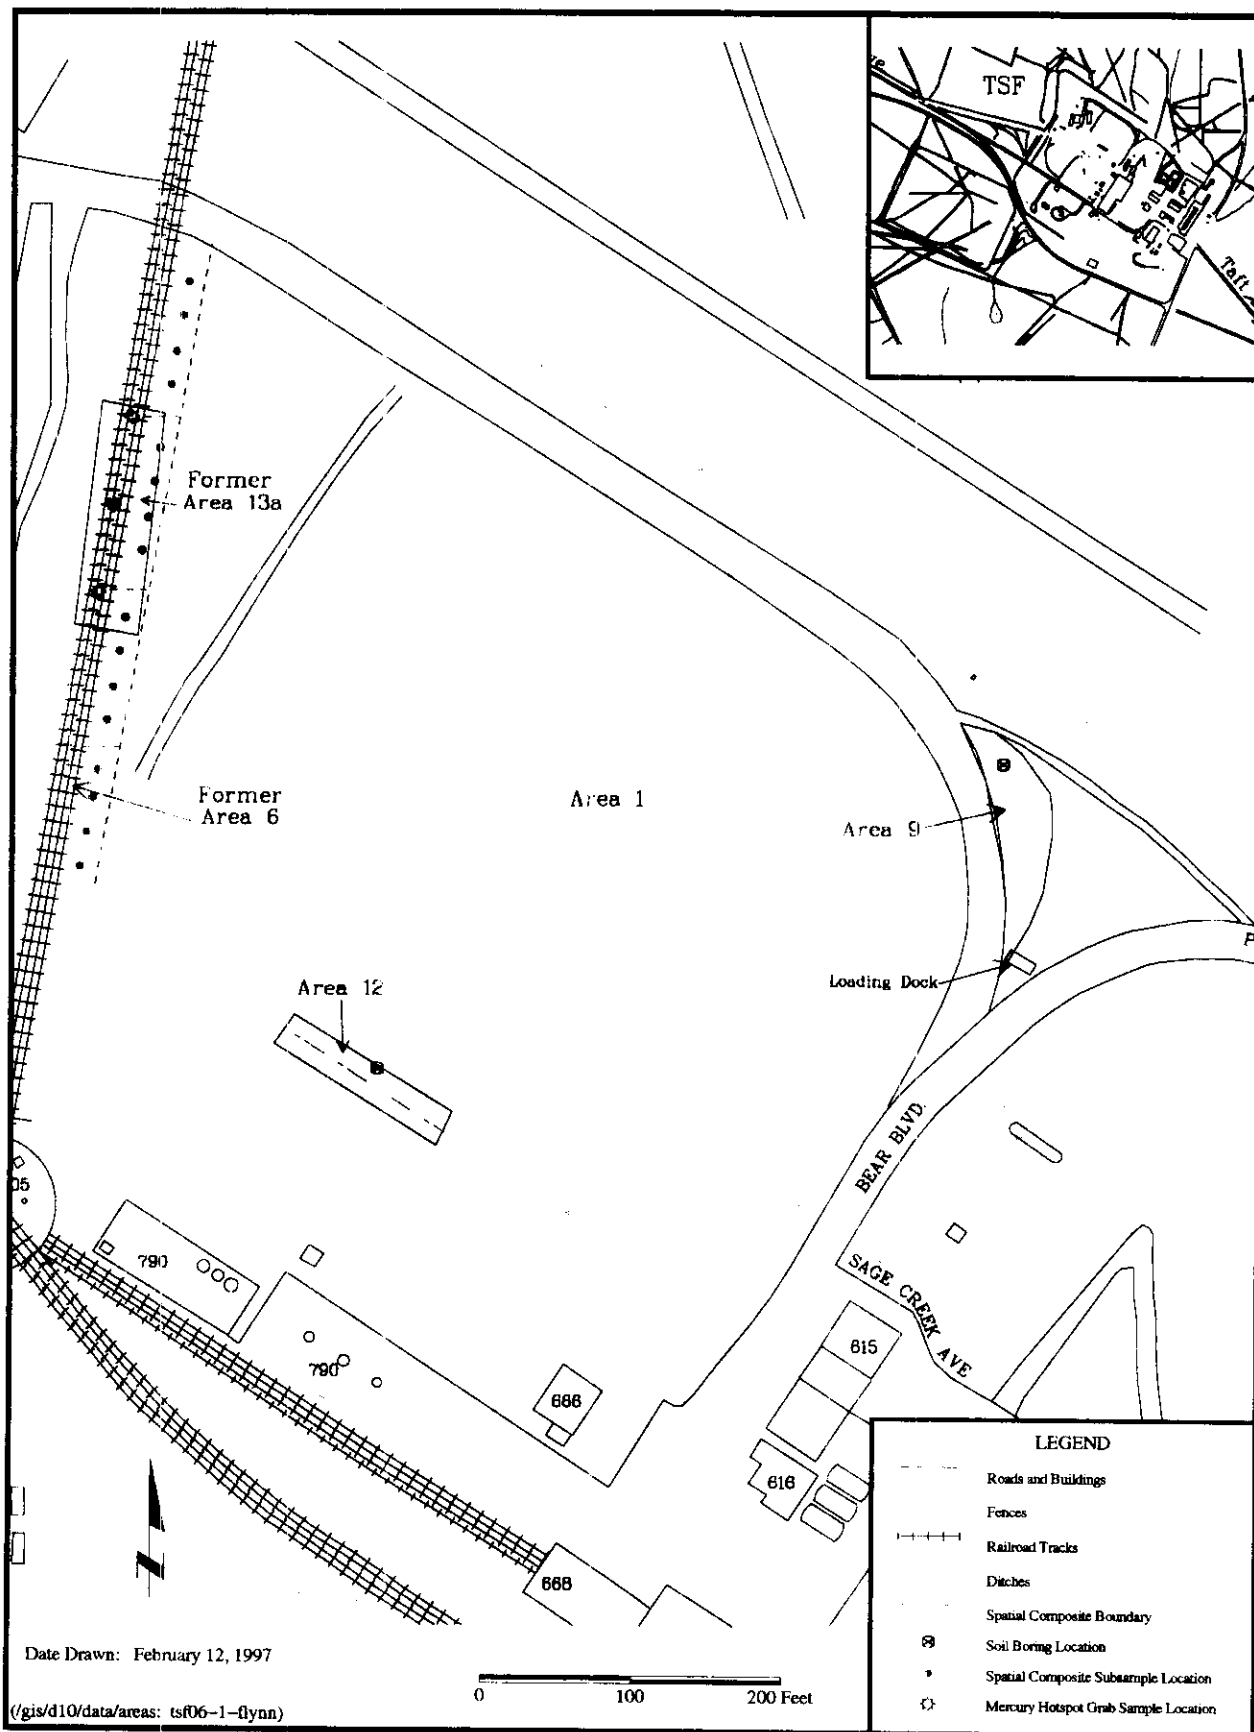 TSF
Taft
Former
Area 13a
Former
Area 6
Area 1
Area 9
Loading Dock
Area 12
BEAR BLVD.
05
790
790
SAGE CREEK AVE
615
686
616
668
P
LEGEND
Roads and Buildings
Fences
Railroad Tracks
Ditches
Spatial Composite Boundary
Soil Boring Location
Spatial Composite Subsample Location
Mercury Hotspot Grab Sample Location
Date Drawn: February 12, 1997
0 100 200 Feet
(/gis/d10/data/areas: tsf06-1-flynn)